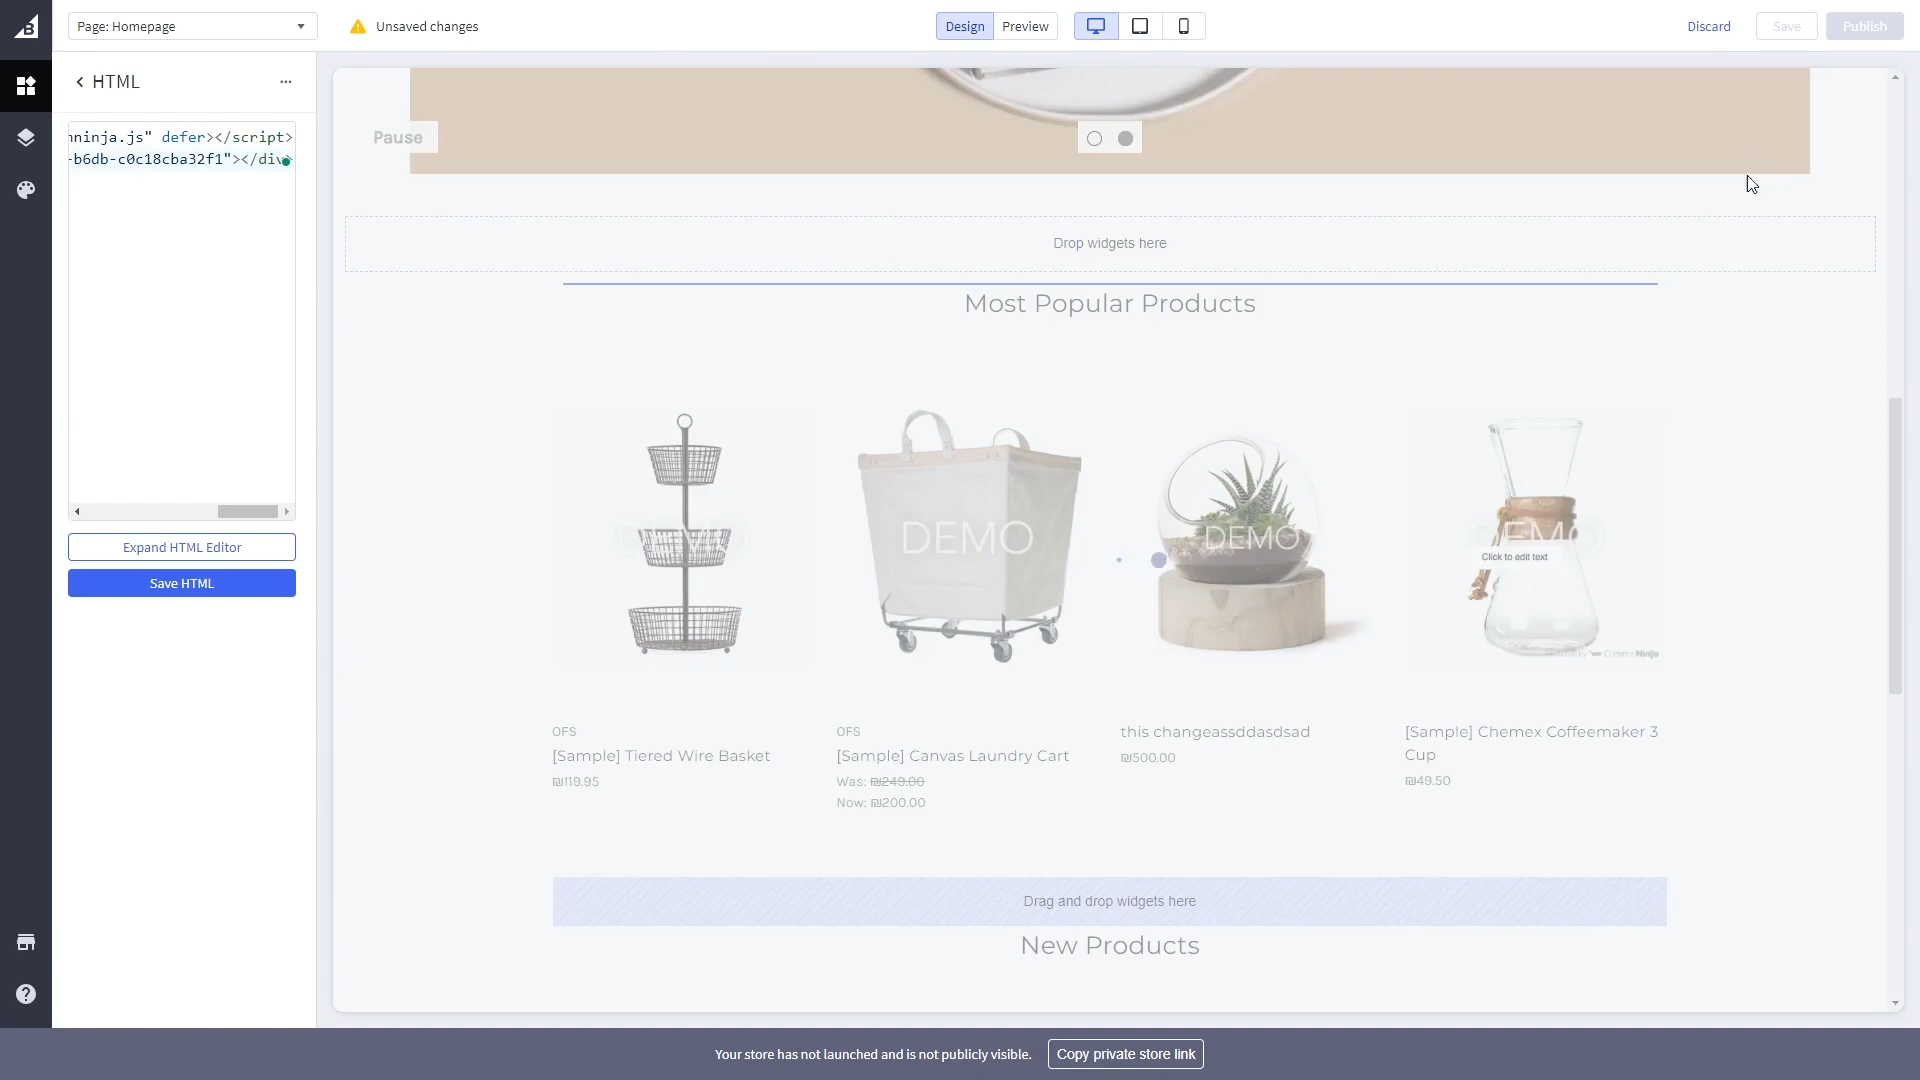 Page: Homepage
Unsaved changes
Design
Preview
Discard
Save
Publish
HTML
nninja.js" defer></script>
-b6db-c0c18cba32f1"></div>
Expand HTML Editor
Save HTML
Pause
Drop widgets here
Most Popular Products
DEMO
DEMO
DEMO
DEMO
Click to edit text
CommonNinja
OFS
[Sample] Tiered Wire Basket
₪119.95
OFS
[Sample] Canvas Laundry Cart
Was: ₪249.00
Now: ₪200.00
this changeassddasdsad
₪500.00
[Sample] Chemex Coffeemaker 3
Cup
₪49.50
Drag and drop widgets here
New Products
Your store has not launched and is not publicly visible.
Copy private store link